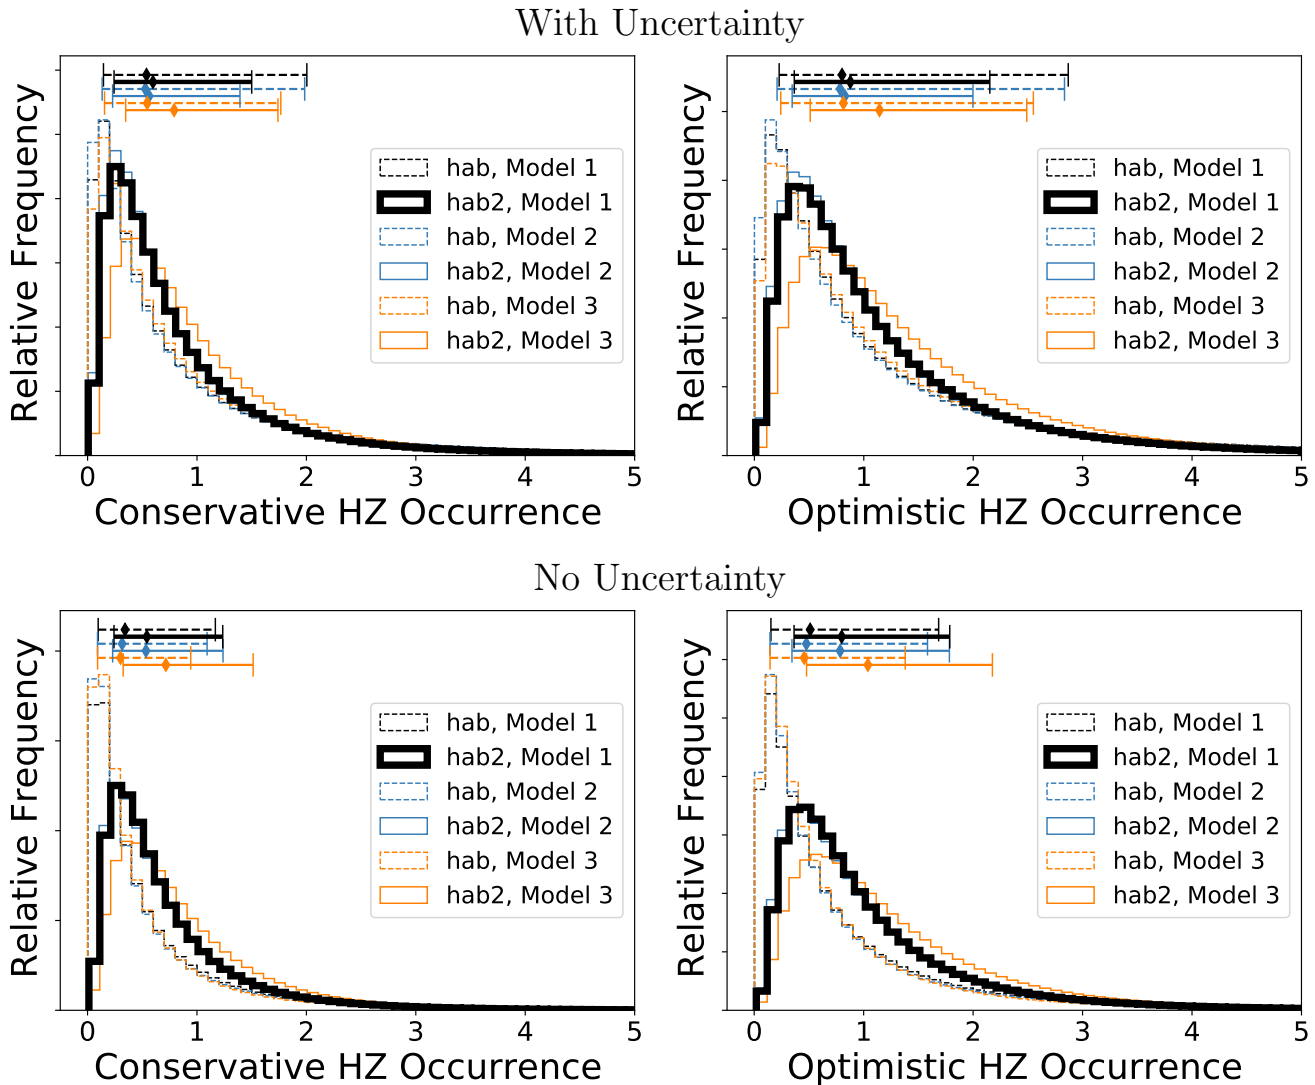 With Uncertainty
Relative Frequency
hab, Model 1
hab2, Model 1
hab, Model 2
hab2, Model 2
hab, Model 3
hab2, Model 3
0 1 2 3 4 5
Conservative HZ Occurrence
Relative Frequency
hab, Model 1
hab2, Model 1
hab, Model 2
hab2, Model 2
hab, Model 3
hab2, Model 3
0 1 2 3 4 5
Optimistic HZ Occurrence
No Uncertainty
Relative Frequency
hab, Model 1
hab2, Model 1
hab, Model 2
hab2, Model 2
hab, Model 3
hab2, Model 3
0 1 2 3 4 5
Conservative HZ Occurrence
Relative Frequency
hab, Model 1
hab2, Model 1
hab, Model 2
hab2, Model 2
hab, Model 3
hab2, Model 3
0 1 2 3 4 5
Optimistic HZ Occurrence